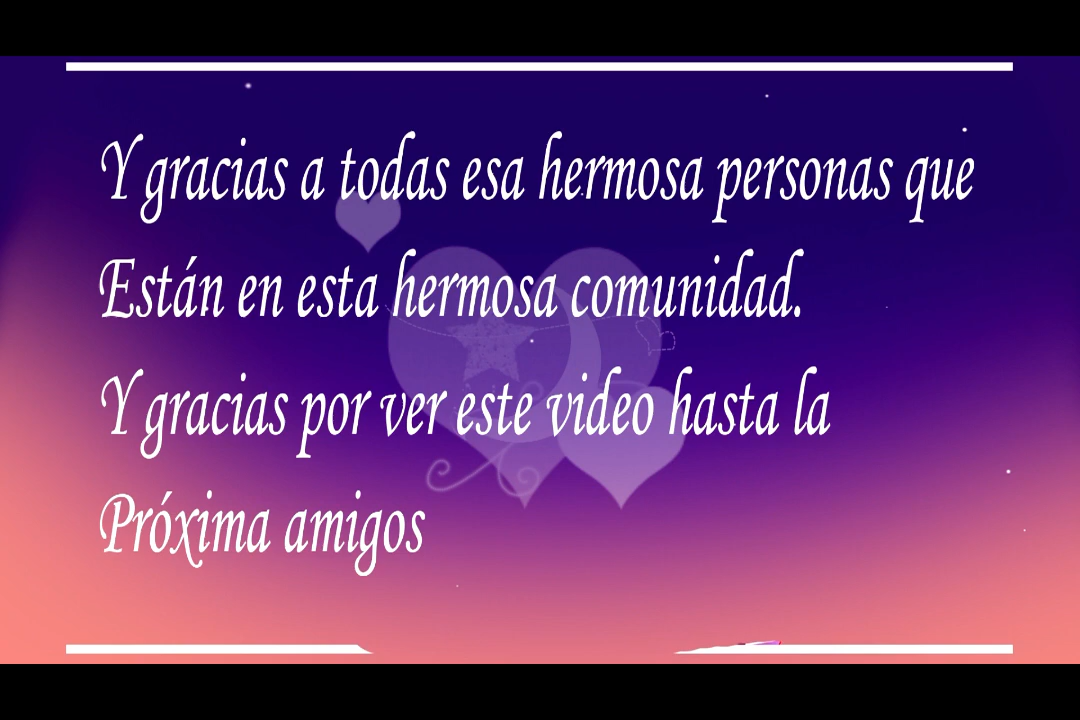 Y gracias a todas esa hermosa personas que
Están en esta hermosa comunidad.
Y gracias por ver este video hasta la
Próxima amigos